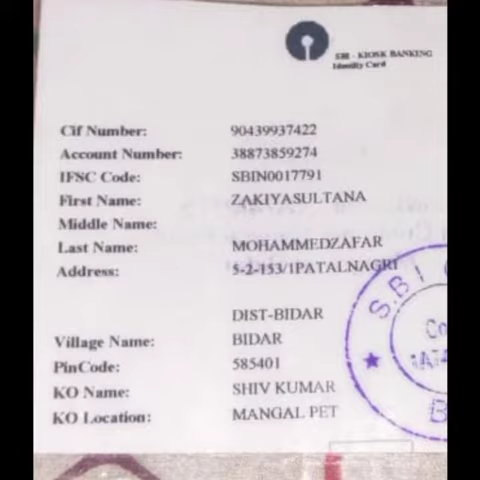 SBI - KIOSK BANKING
Identity Card
Cif Number: 90439937422
Account Number: 38873859274
IFSC Code: SBIN0017791
First Name: ZAKIYASULTANA
Middle Name:
Last Name: MOHAMMEDZAFAR
Address: 5-2-153/1PATALNAGRI
DIST-BIDAR
Village Name: BIDAR
PinCode: 585401
KO Name: SHIV KUMAR
KO Location: MANGAL PET
S.B.I